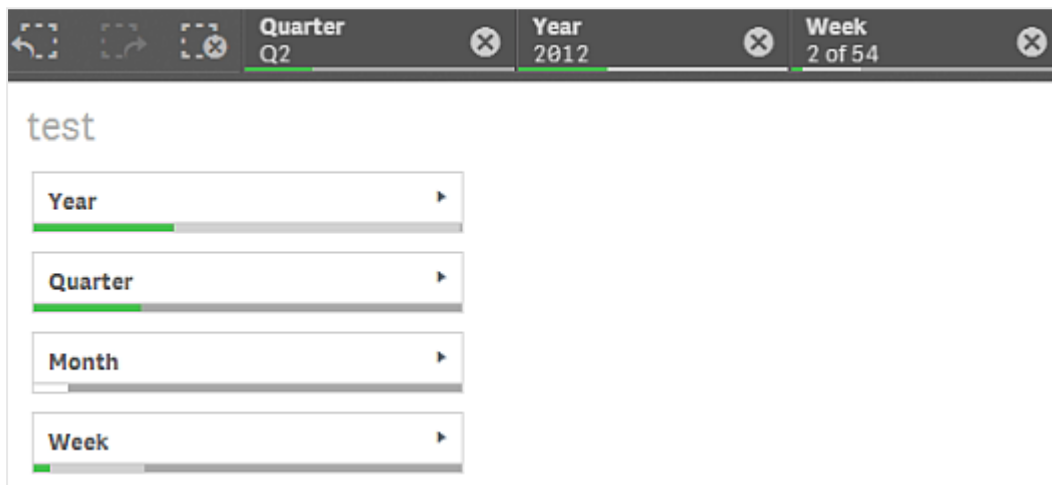 Quarter
Q2
Year
2012
Week
2 of 54
test
Year
Quarter
Month
Week